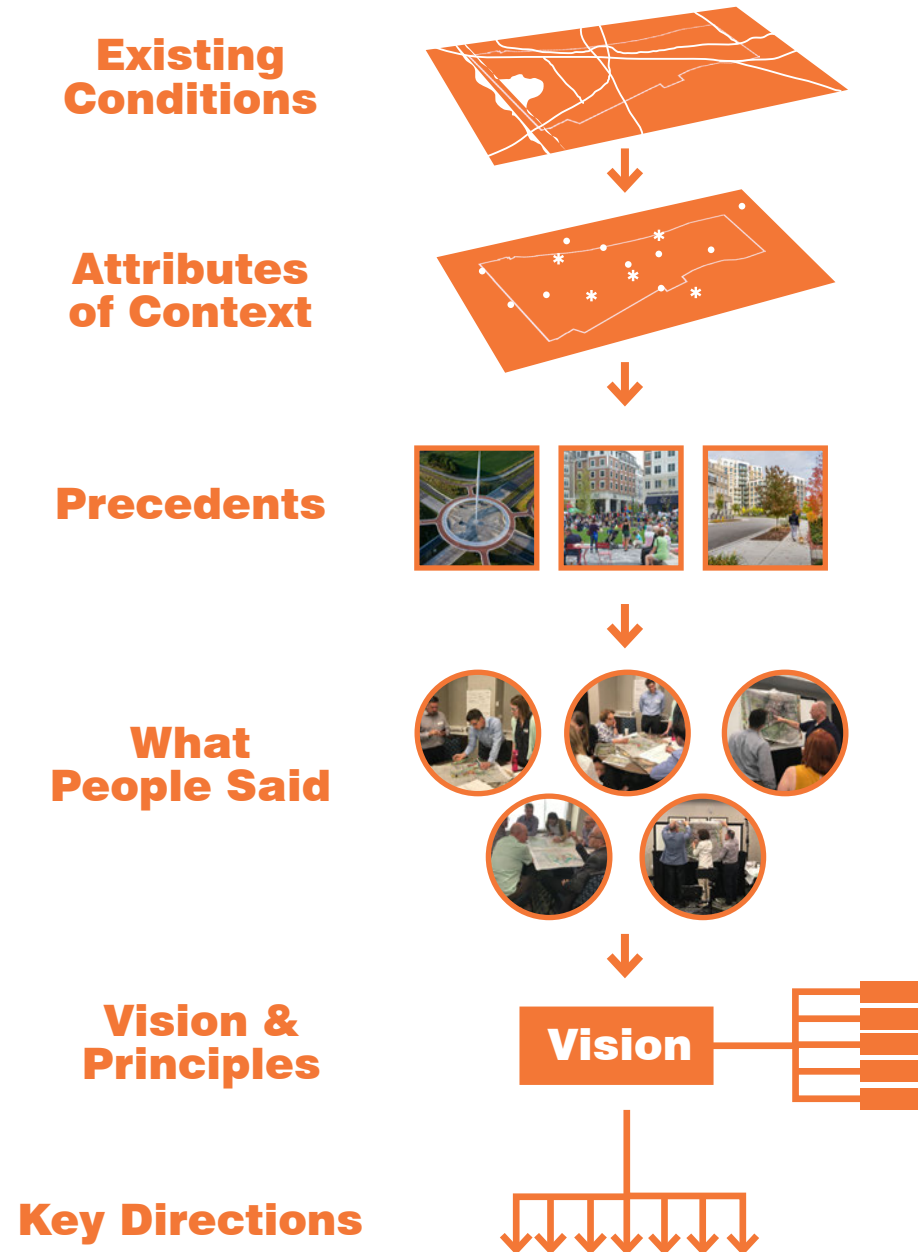 Existing
Conditions
Attributes
of Context
Precedents
What
People Said
Vision &
Principles
Vision
Key Directions